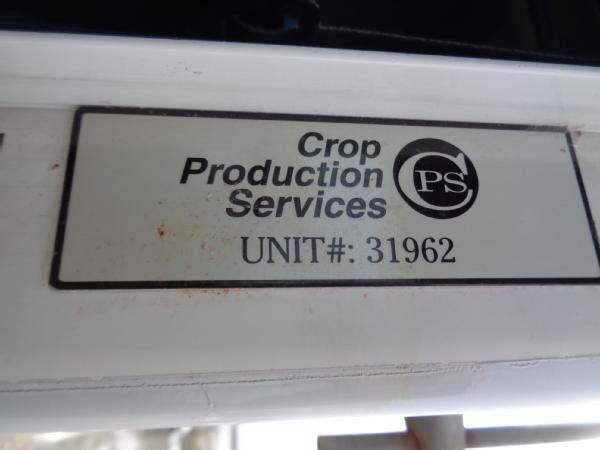 Crop
Production
Services
CPS
UNIT#: 31962